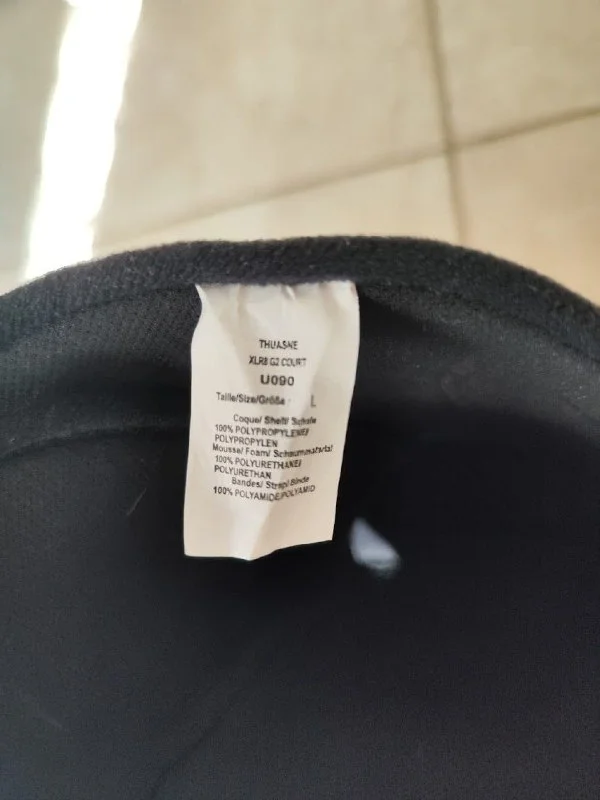 THUASNE
XLR8 G2 COURT
U090
Taille/Size/Größe : L
Coque/ Shell/ Schale
100% POLYPROPYLENE/
POLYPROPYLEN
Mousse/ Foam/ Schaummaterial
100% POLYURETHANE/
POLYURETHAN
Bandes/ Strap/ Binde
100% POLYAMIDE/POLYAMID